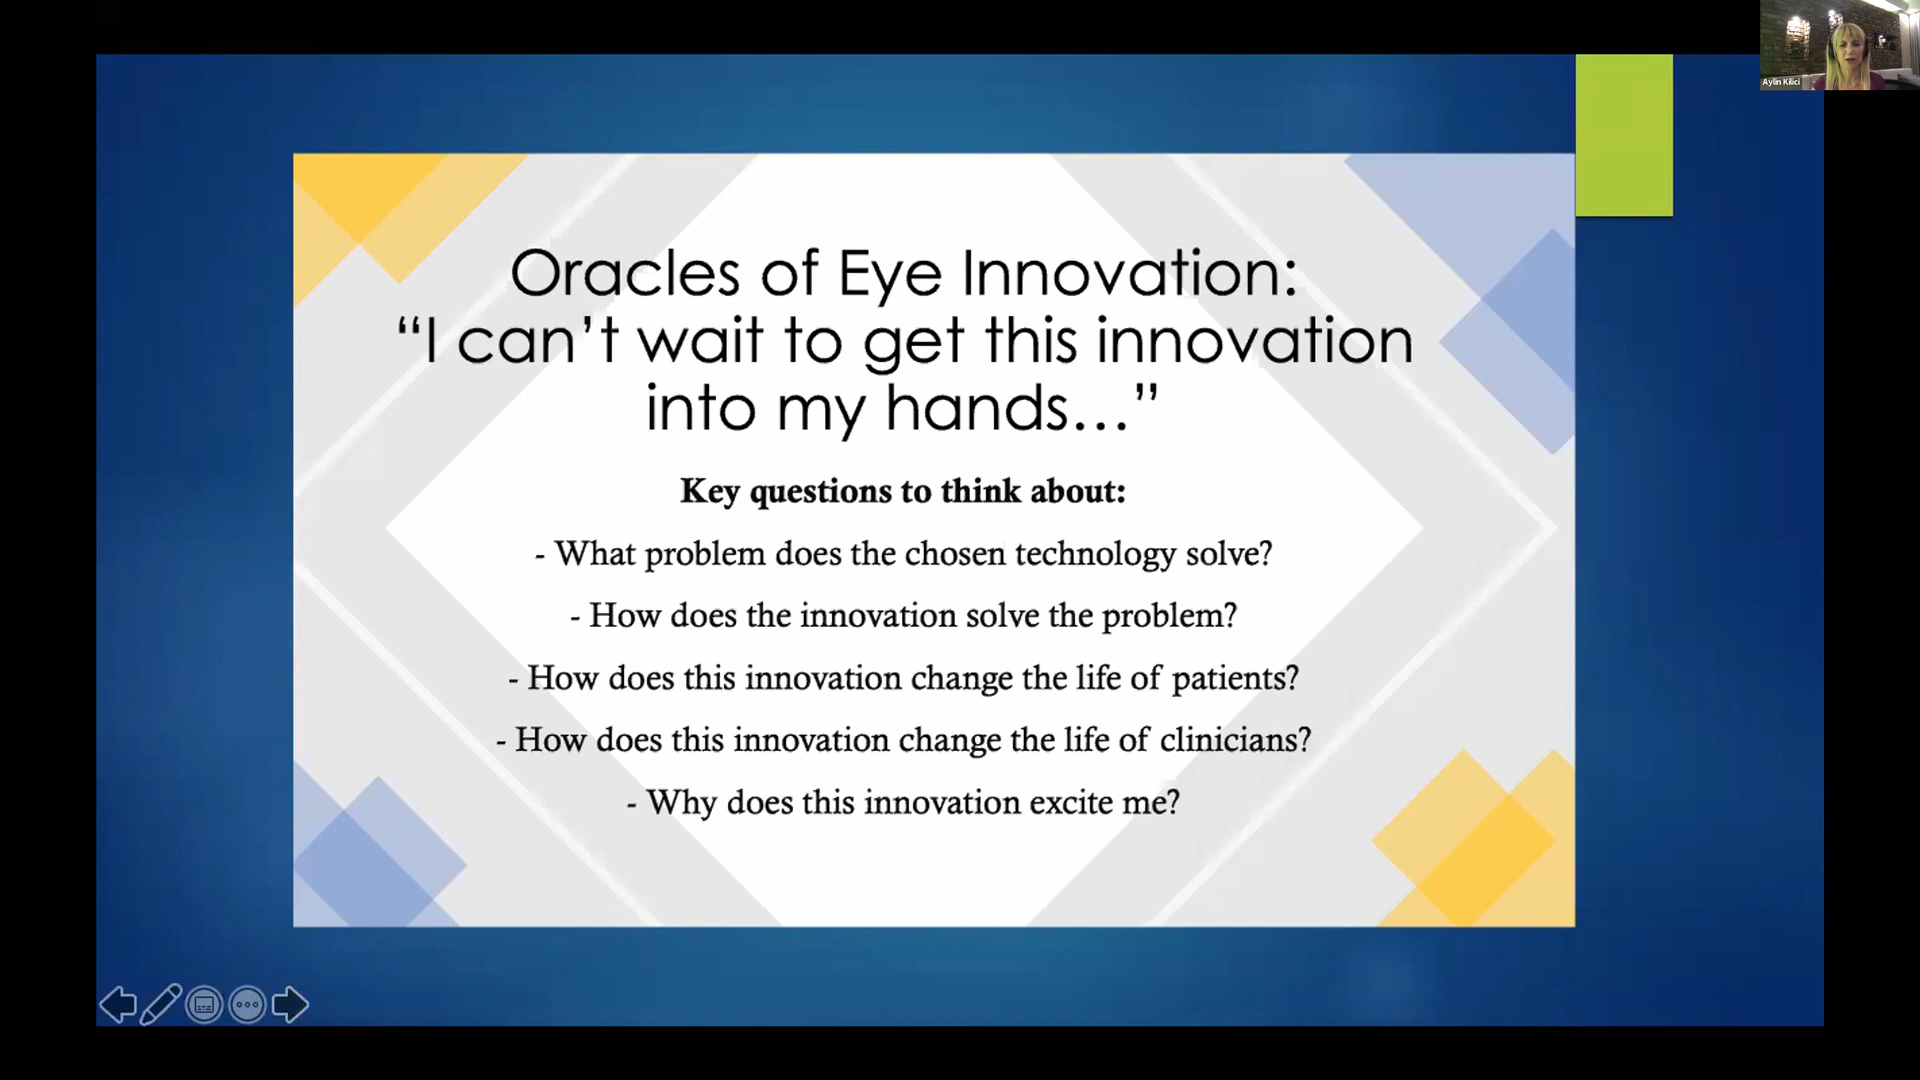 Aylin Kilici
Oracles of Eye Innovation:
“I can’t wait to get this innovation
into my hands…”
Key questions to think about:
- What problem does the chosen technology solve?
- How does the innovation solve the problem?
- How does this innovation change the life of patients?
- How does this innovation change the life of clinicians?
- Why does this innovation excite me?